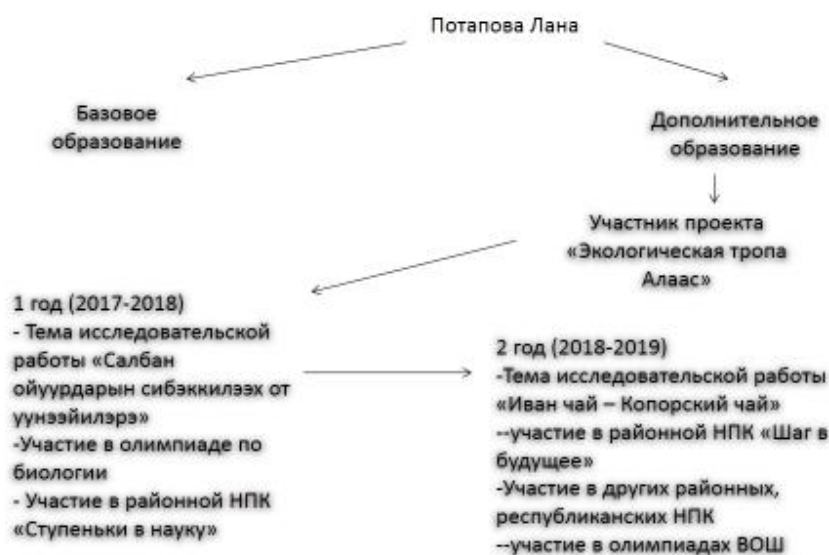 Потапова Лана
Базовое
образование
Дополнительное
образование
Участник проекта
«Экологическая тропа
Алаас»
1 год (2017-2018)
- Тема исследовательской
работы «Салбан
ойуурдарын сибэккилээх от
уунээйилэрэ»
-Участие в олимпиаде по
биологии
- Участие в районной НПК
«Ступеньки в науку»
2 год (2018-2019)
-Тема исследовательской работы
«Иван чай – Копорский чай»
--участие в районной НПК «Шаг в
будущее»
-Участие в других районных,
республиканских НПК
--участие в олимпиадах ВОШ